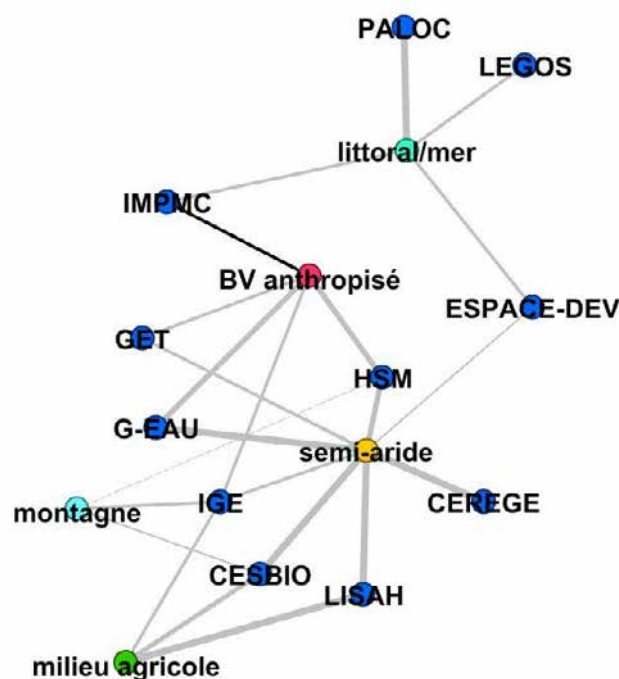 PALOC
LEGOS
littoral/mer
IMPMC
BV anthropisé
ESPACE-DEV
GET
HSM
G-EAU
semi-aride
montagne
IGE
CEREGE
CESBIO
LISAH
milieu agricole